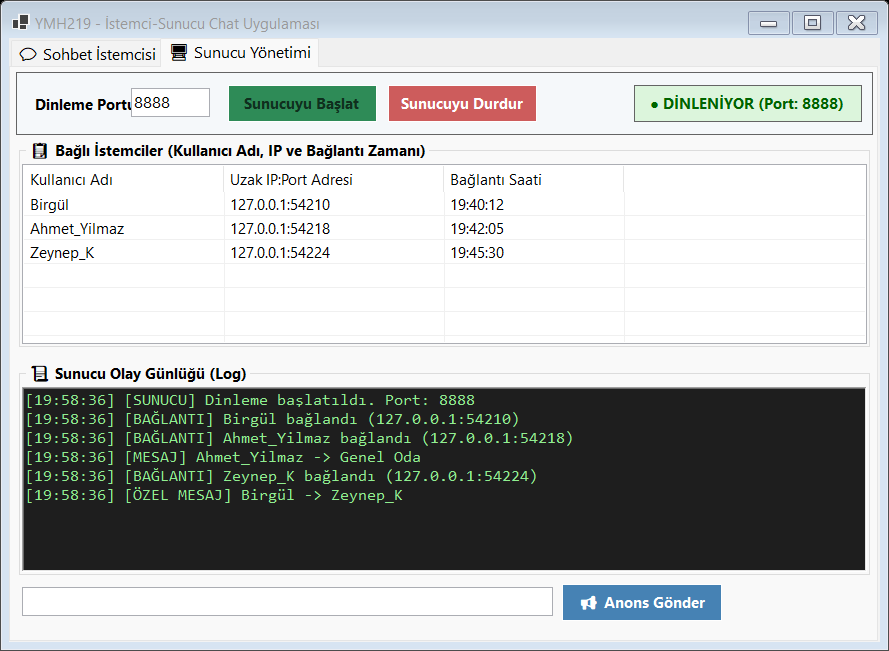 YMH219 - İstemci-Sunucu Chat Uygulaması
Sohbet İstemcisi
Sunucu Yönetimi
Dinleme Portu
8888
Sunucuyu Başlat
Sunucuyu Durdur
● DİNLENİYOR (Port: 8888)
Bağlı İstemciler (Kullanıcı Adı, IP ve Bağlantı Zamanı)
Kullanıcı Adı Uzak IP:Port Adresi Bağlantı Saati
Birgül 127.0.0.1:54210 19:40:12
Ahmet_Yilmaz 127.0.0.1:54218 19:42:05
Zeynep_K 127.0.0.1:54224 19:45:30
Sunucu Olay Günlüğü (Log)
[19:58:36] [SUNUCU] Dinleme başlatıldı. Port: 8888
[19:58:36] [BAĞLANTI] Birgül bağlandı (127.0.0.1:54210)
[19:58:36] [BAĞLANTI] Ahmet_Yilmaz bağlandı (127.0.0.1:54218)
[19:58:36] [MESAJ] Ahmet_Yilmaz -> Genel Oda
[19:58:36] [BAĞLANTI] Zeynep_K bağlandı (127.0.0.1:54224)
[19:58:36] [ÖZEL MESAJ] Birgül -> Zeynep_K
Anons Gönder